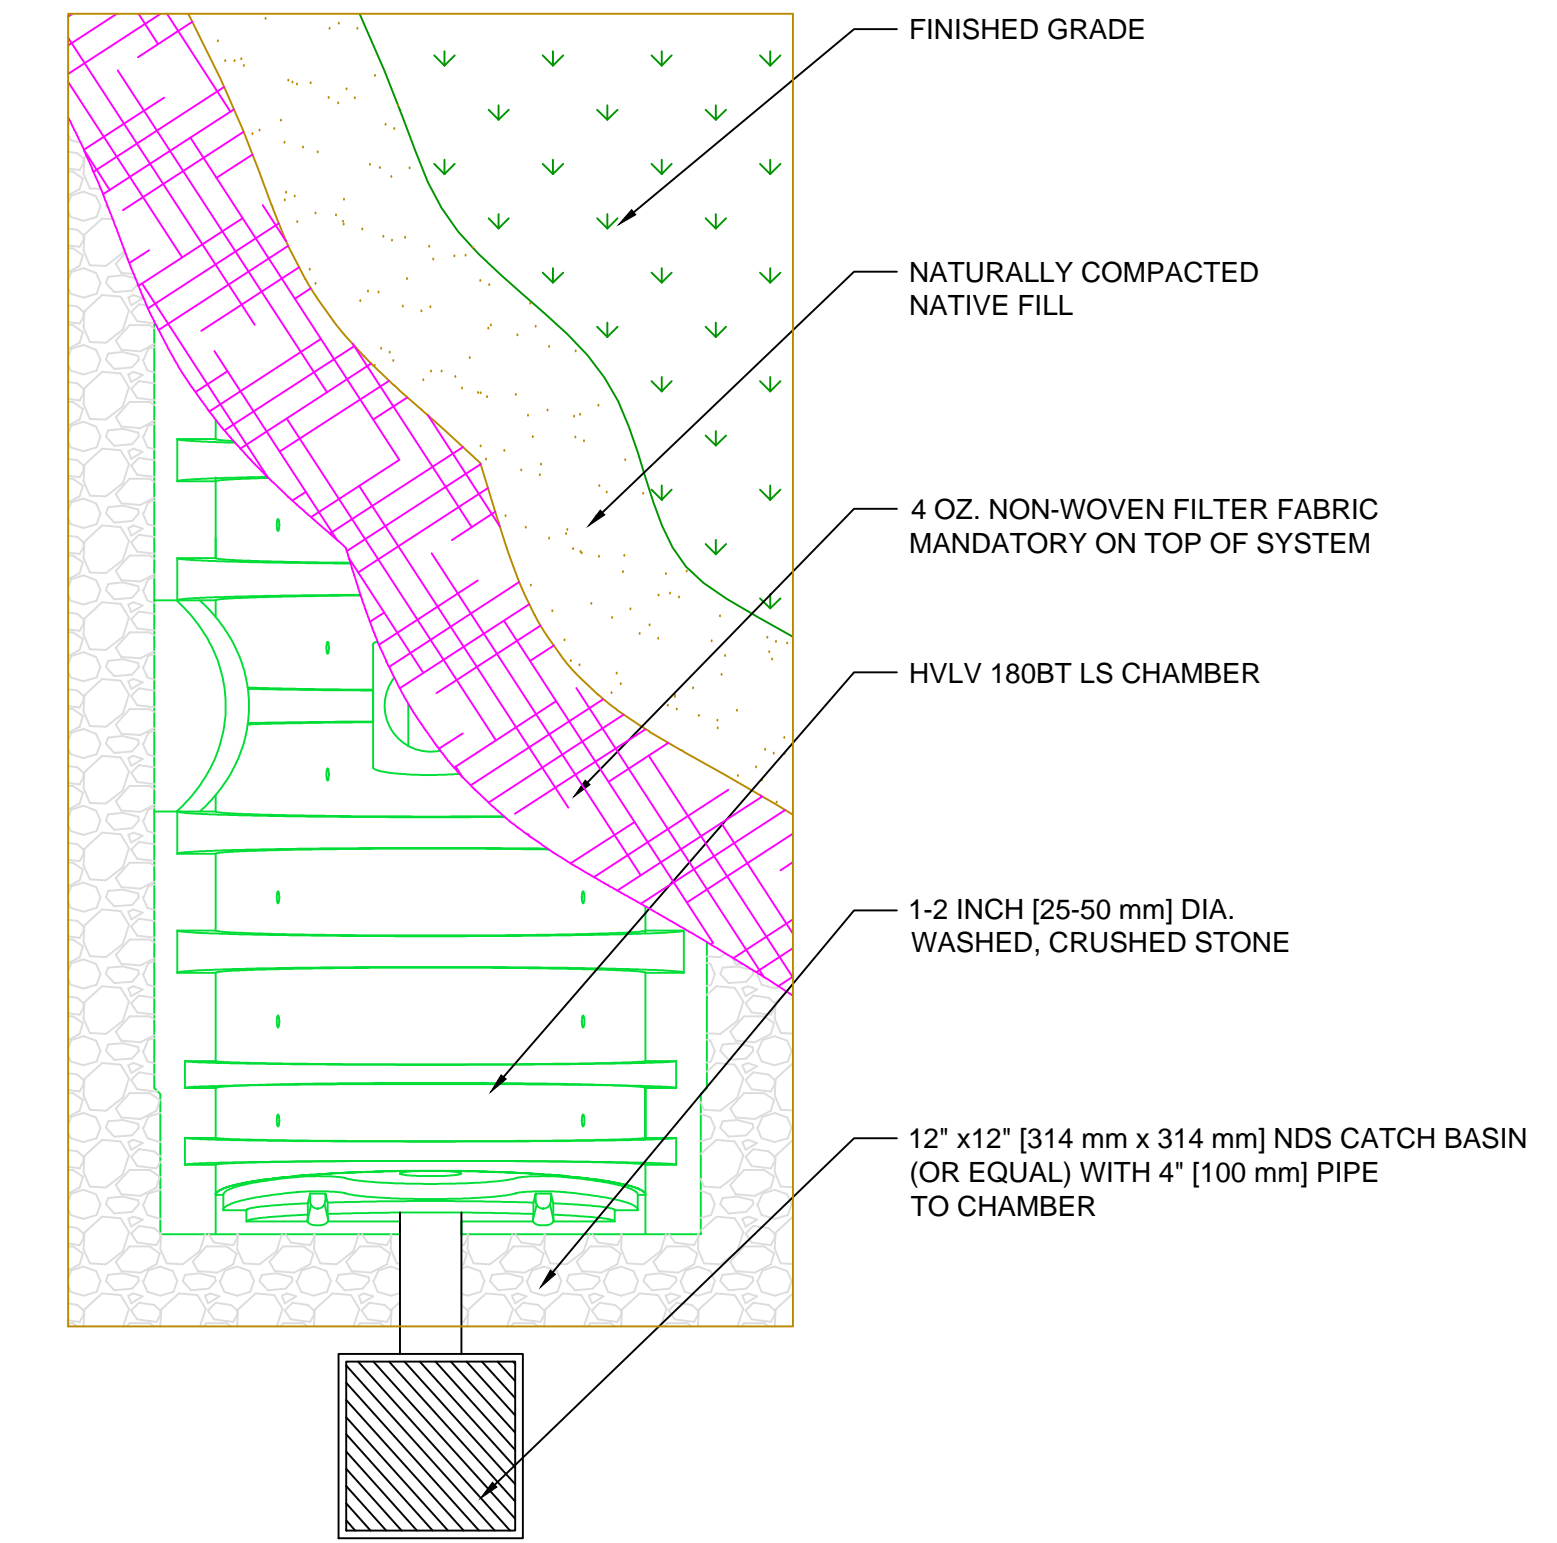 FINISHED GRADE
NATURALLY COMPACTED
NATIVE FILL
4 OZ. NON-WOVEN FILTER FABRIC
MANDATORY ON TOP OF SYSTEM
HVLV 180BT LS CHAMBER
1-2 INCH [25-50 mm] DIA.
WASHED, CRUSHED STONE
12" x12" [314 mm x 314 mm] NDS CATCH BASIN
(OR EQUAL) WITH 4" [100 mm] PIPE
TO CHAMBER